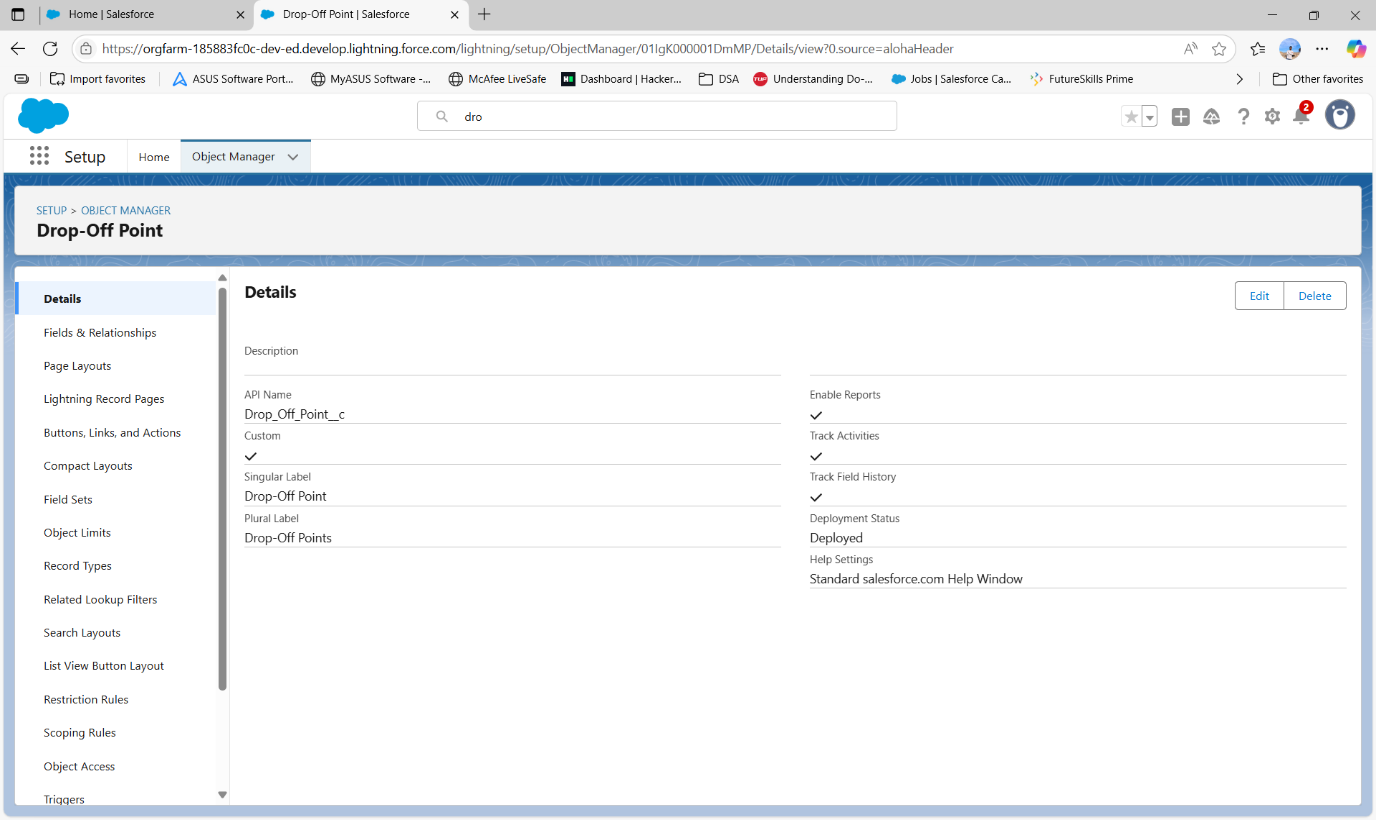 Home | Salesforce
Drop-Off Point | Salesforce
https://orgfarm-185883fc0c-dev-ed.develop.lightning.force.com/lightning/setup/ObjectManager/01IgK000001DmMP/Details/view?0.source=alohaHeader
Import favorites
ASUS Software Port...
MyASUS Software -...
McAfee LiveSafe
Dashboard | Hacker...
DSA
Understanding Do-...
Jobs | Salesforce Ca...
FutureSkills Prime
Other favorites
dro
2
Setup
Home
Object Manager
SETUP > OBJECT MANAGER
Drop-Off Point
Details
Fields & Relationships
Page Layouts
Lightning Record Pages
Buttons, Links, and Actions
Compact Layouts
Field Sets
Object Limits
Record Types
Related Lookup Filters
Search Layouts
List View Button Layout
Restriction Rules
Scoping Rules
Object Access
Triggers
Details
Edit
Delete
Description
API Name
Drop_Off_Point__c
Custom
Singular Label
Drop-Off Point
Plural Label
Drop-Off Points
Enable Reports
Track Activities
Track Field History
Deployment Status
Deployed
Help Settings
Standard salesforce.com Help Window